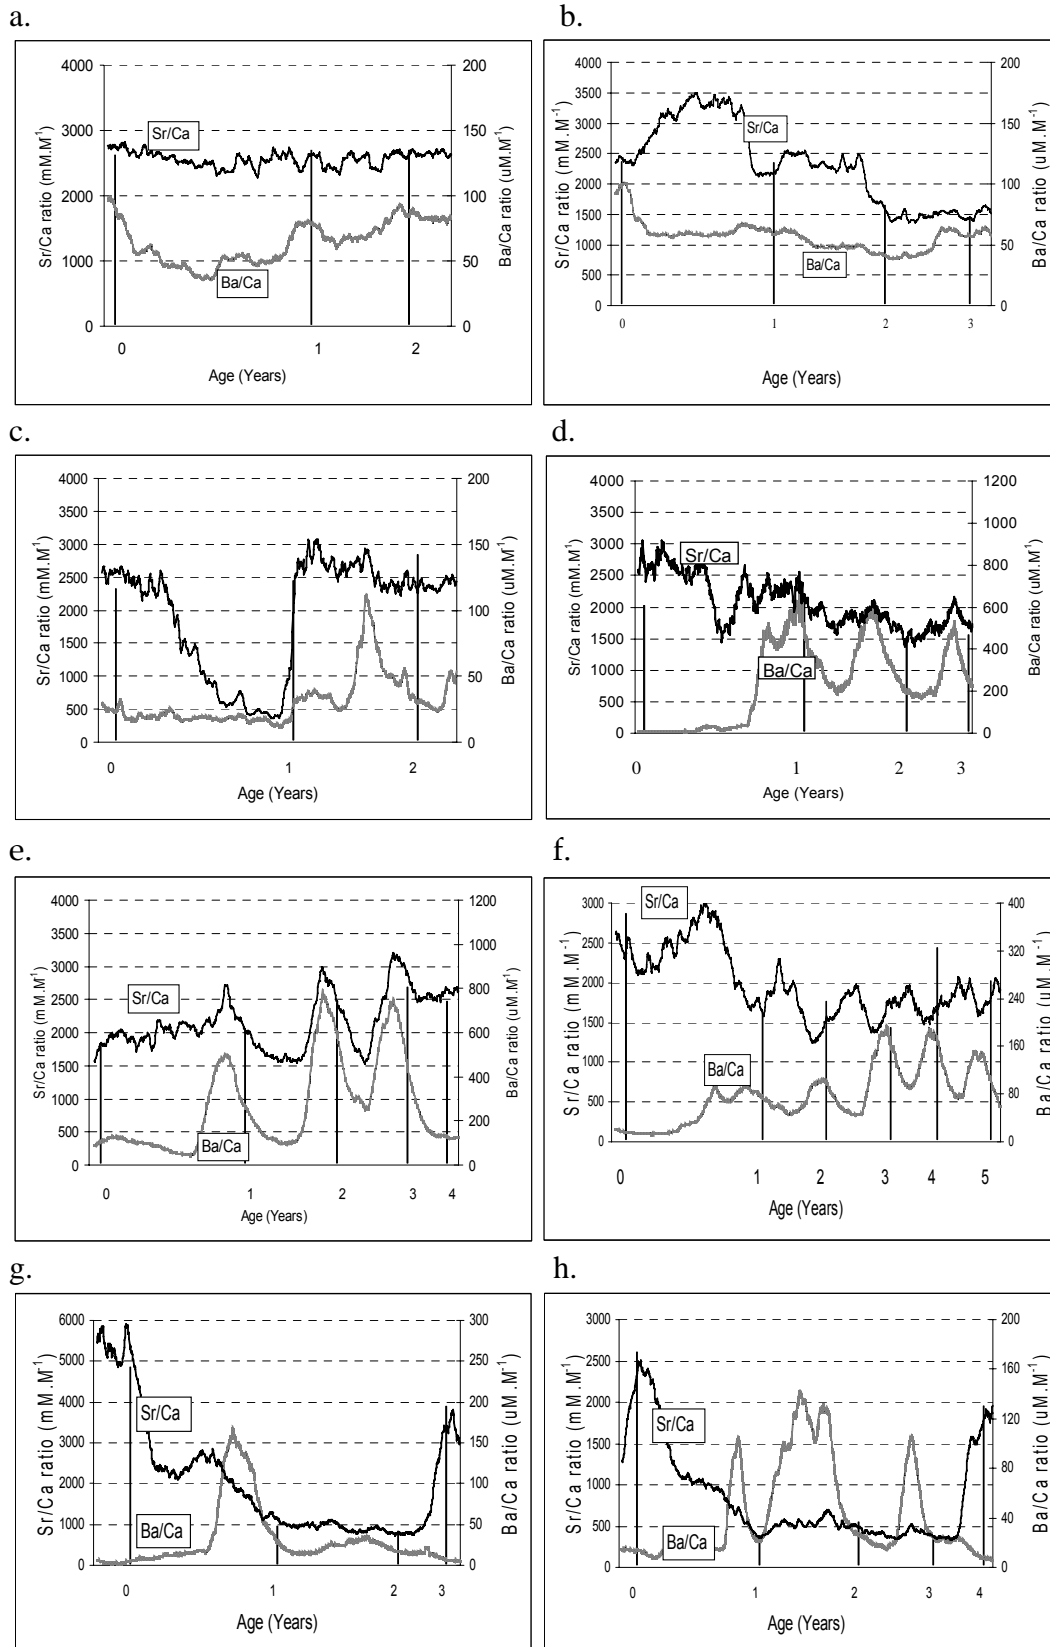 a.
4000
3000
2000
1000
0
200
150
100
50
0
Sr/Ca ratio (mM.M⁻¹)
Ba/Ca ratio (uM.M⁻¹)
Sr/Ca
Ba/Ca
0 1 2
Age (Years)
b.
4000
3500
3000
2500
2000
1500
1000
500
0
200
150
100
50
0
Sr/Ca ratio (mM.M⁻¹)
Ba/Ca ratio (uM.M⁻¹)
Sr/Ca
Ba/Ca
0 1 2 3
Age (Years)
c.
4000
3500
3000
2500
2000
1500
1000
500
0
200
150
100
50
0
Sr/Ca ratio (mM.M⁻¹)
Ba/Ca ratio (uM.M⁻¹)
0 1 2
Age (Years)
d.
4000
3500
3000
2500
2000
1500
1000
500
0
1200
1000
800
600
400
200
0
Sr/Ca ratio (mM.M⁻¹)
Ba/Ca ratio (uM.M⁻¹)
Sr/Ca
Ba/Ca
0 1 2 3
Age (Years)
e.
4000
3500
3000
2500
2000
1500
1000
500
0
1200
1000
800
600
400
200
0
Sr/Ca ratio (mM.M⁻¹)
Ba/Ca ratio (uM.M⁻¹)
Sr/Ca
Ba/Ca
0 1 2 3 4
Age (Years)
f.
3000
2500
2000
1500
1000
500
0
400
320
240
160
80
0
Sr/Ca ratio (mM.M⁻¹)
Ba/Ca ratio (uM.M⁻¹)
Sr/Ca
Ba/Ca
0 1 2 3 4 5
Age (Years)
g.
6000
5000
4000
3000
2000
1000
0
300
250
200
150
100
50
0
Sr/Ca ratio (mM.M⁻¹)
Ba/Ca ratio (uM.M⁻¹)
Sr/Ca
Ba/Ca
0 1 2 3
Age (Years)
h.
3000
2500
2000
1500
1000
500
0
200
160
120
80
40
0
Sr/Ca ratio (mM.M⁻¹)
Ba/Ca ratio (uM.M⁻¹)
Sr/Ca
Ba/Ca
0 1 2 3 4
Age (Years)